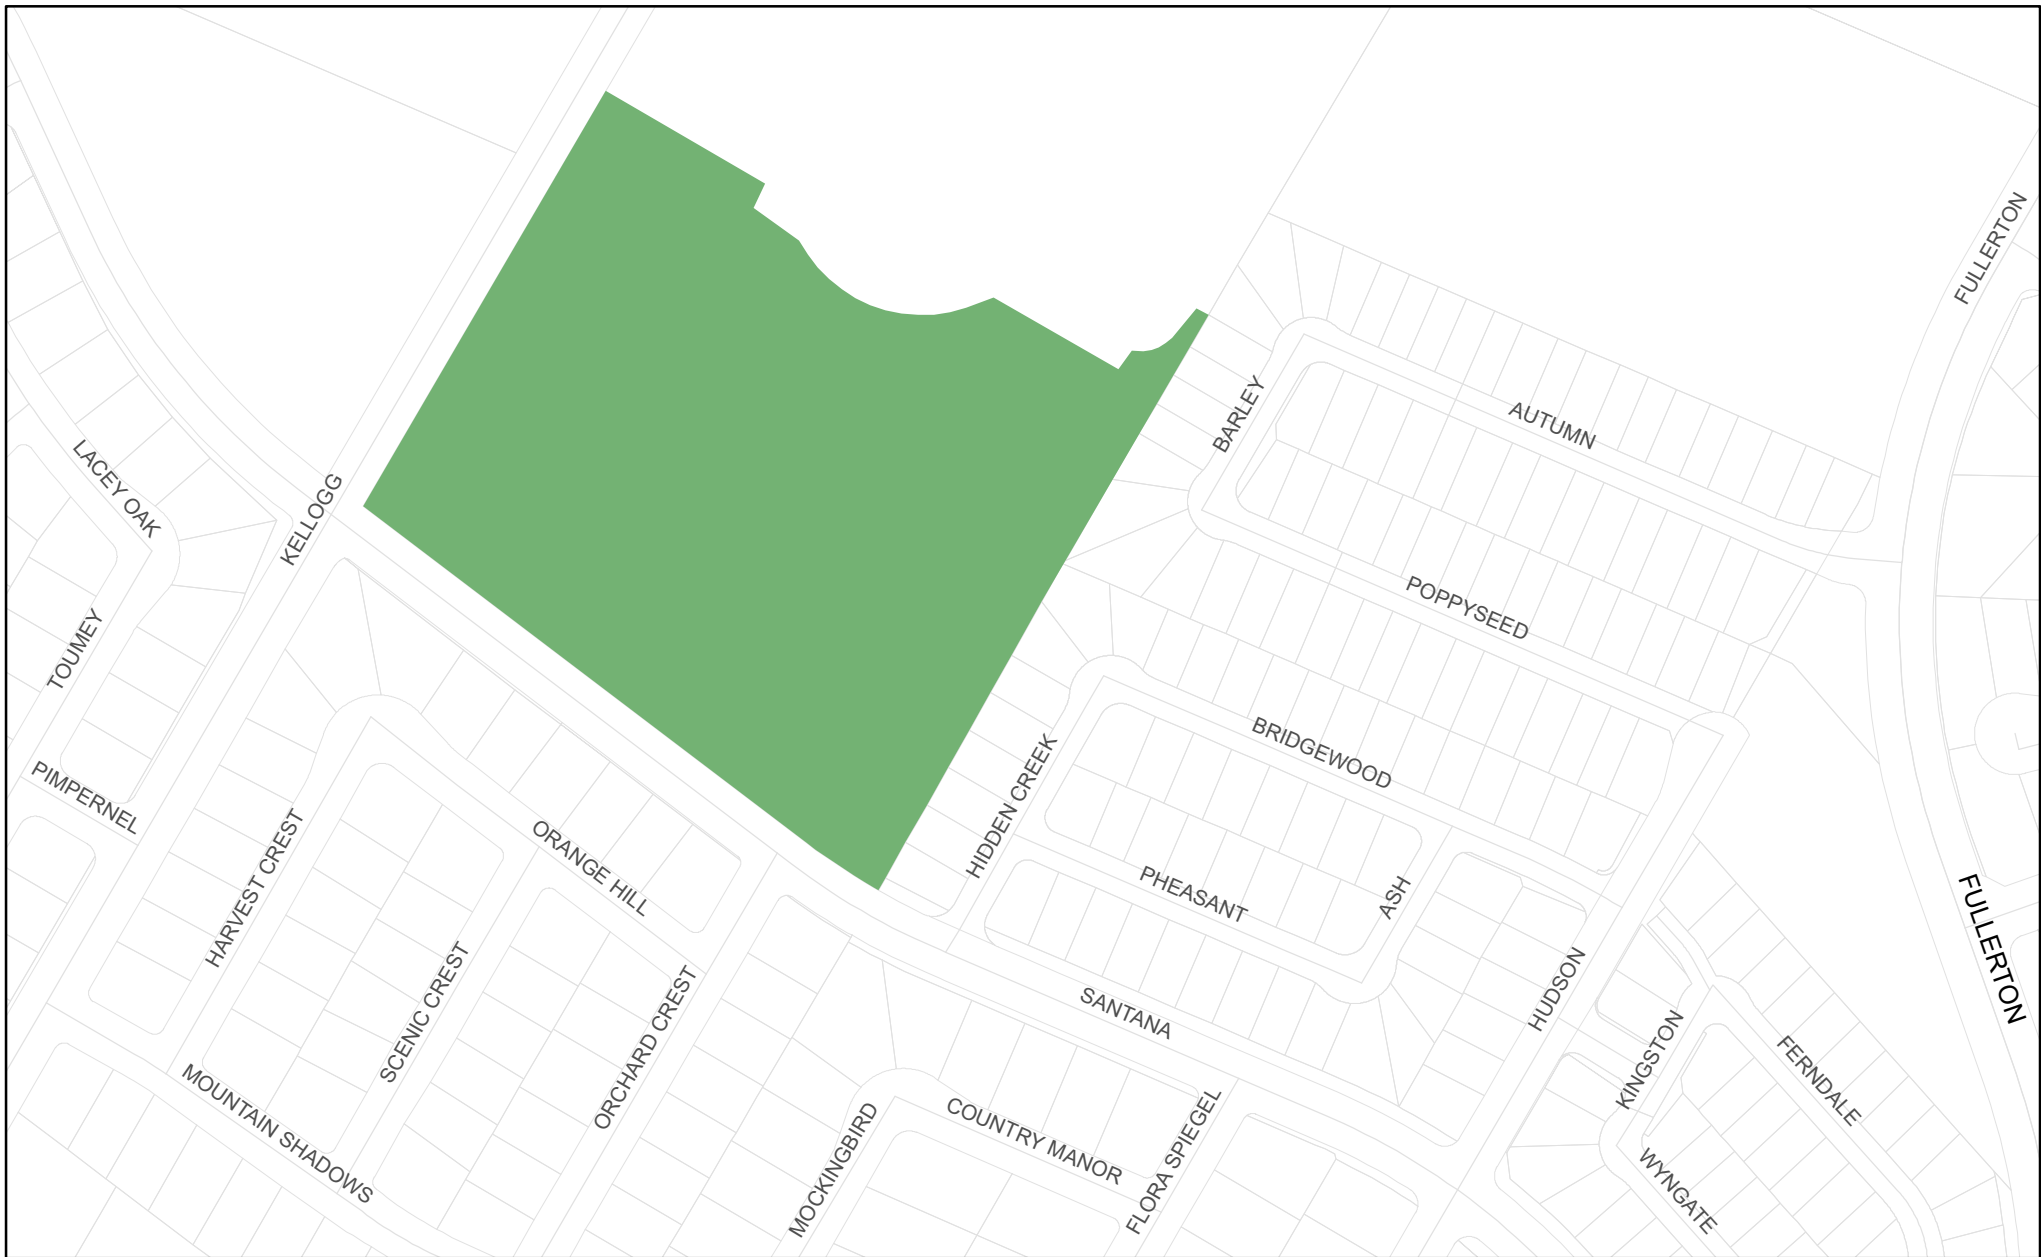 FULLERTON
BARLEY
AUTUMN
LACEY OAK
KELLOGG
POPPYSEED
TOUMEY
BRIDGEWOOD
PIMPERNEL
HIDDEN CREEK
HARVEST CREST
ORANGE HILL
PHEASANT
ASH
FULLERTON
SCENIC CREST
ORCHARD CREST
SANTANA
HUDSON
KINGSTON
FERNDALE
MOUNTAIN SHADOWS
MOCKINGBIRD
COUNTRY MANOR
FLORA SPIEGEL
WYNGATE